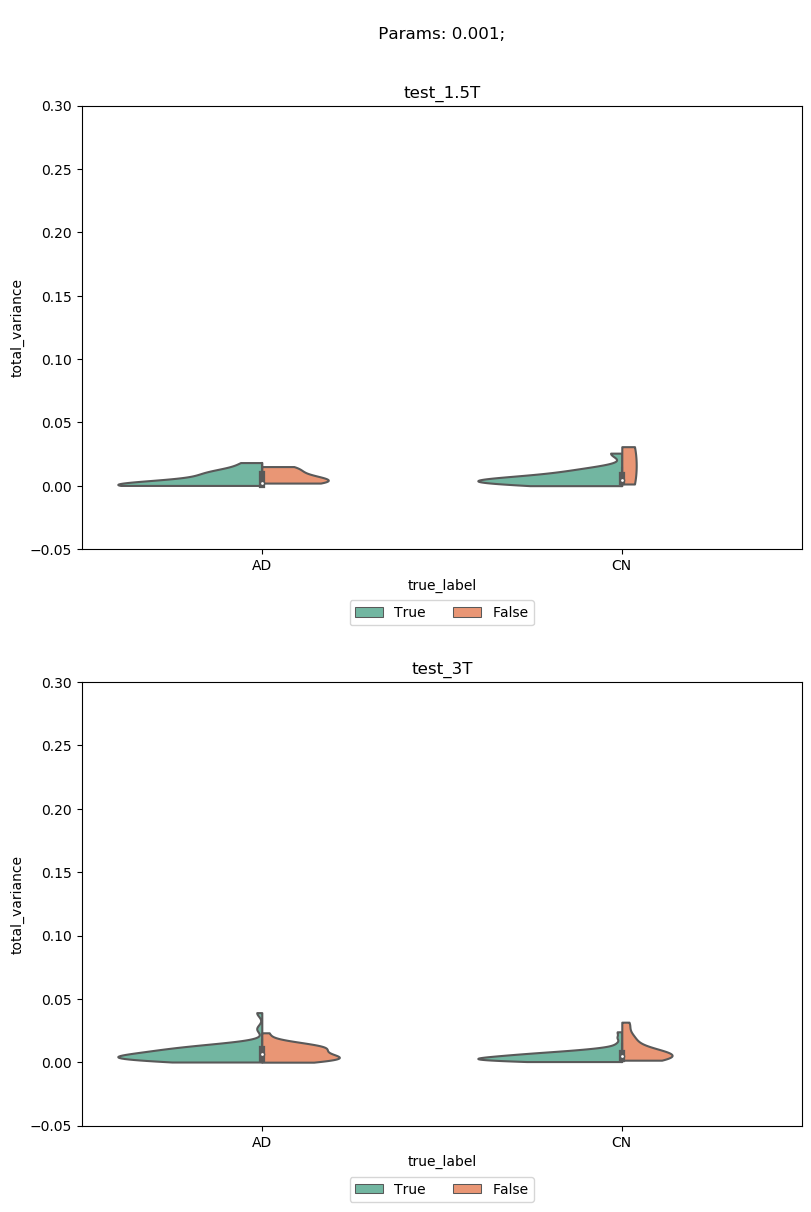 Params: 0.001;
test_1.5T
0.30
0.25
0.20
0.15
0.10
0.05
0.00
−0.05
total_variance
AD CN
true_label
True False
test_3T
0.30
0.25
0.20
0.15
0.10
0.05
0.00
−0.05
total_variance
AD CN
true_label
True False